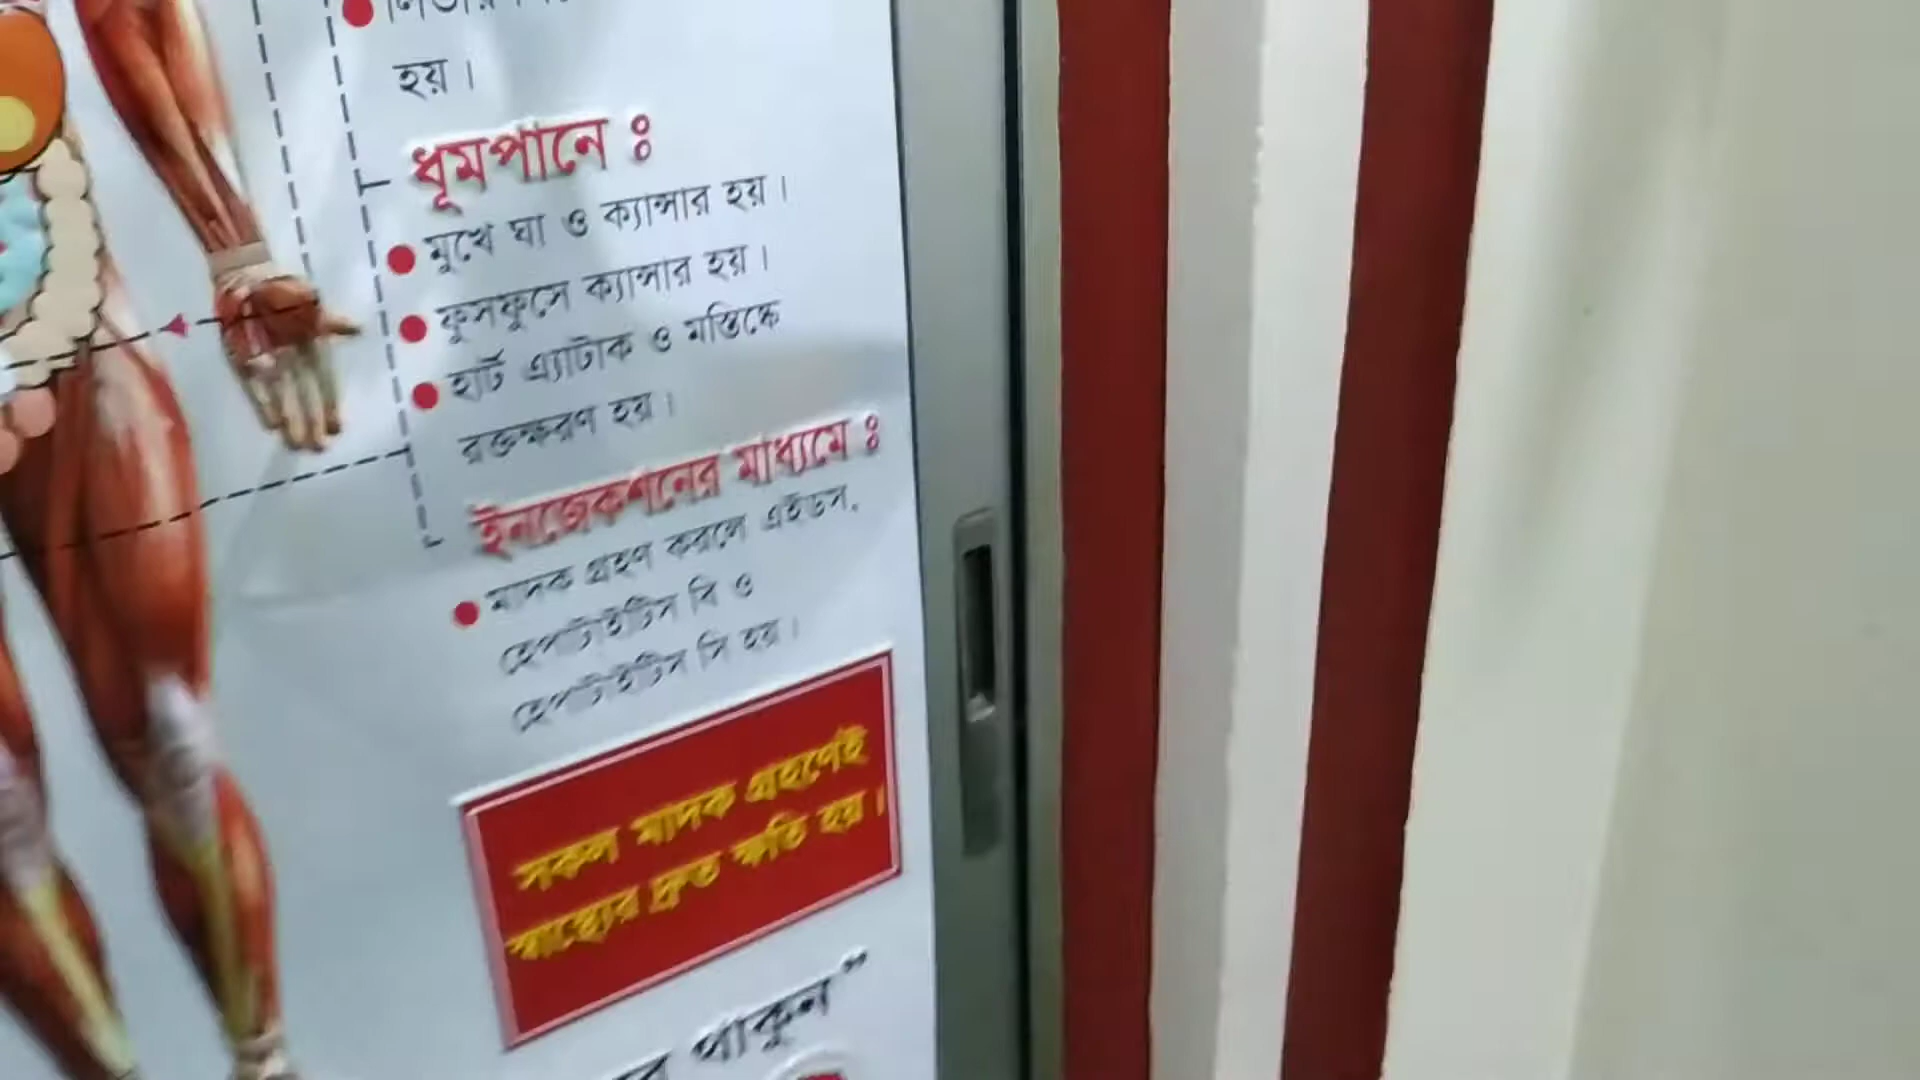 হয়।
ধূমপানে ঃ
মুখে ঘা ও ক্যান্সার হয়।
ফুসফুসে ক্যান্সার হয়।
হার্ট এ্যাটাক ও মস্তিস্কে
রক্তক্ষরণ হয়।
ইনজেকশনের মাধ্যমে ঃ
মাদক গ্রহণ করলে এইডস,
হেপাটাইটিস বি ও
হেপাটাইটিস সি হয়।
সকল মাদক গ্রহণেই
স্বাস্থ্যের দ্রুত ক্ষতি হয়।
থাকুন”